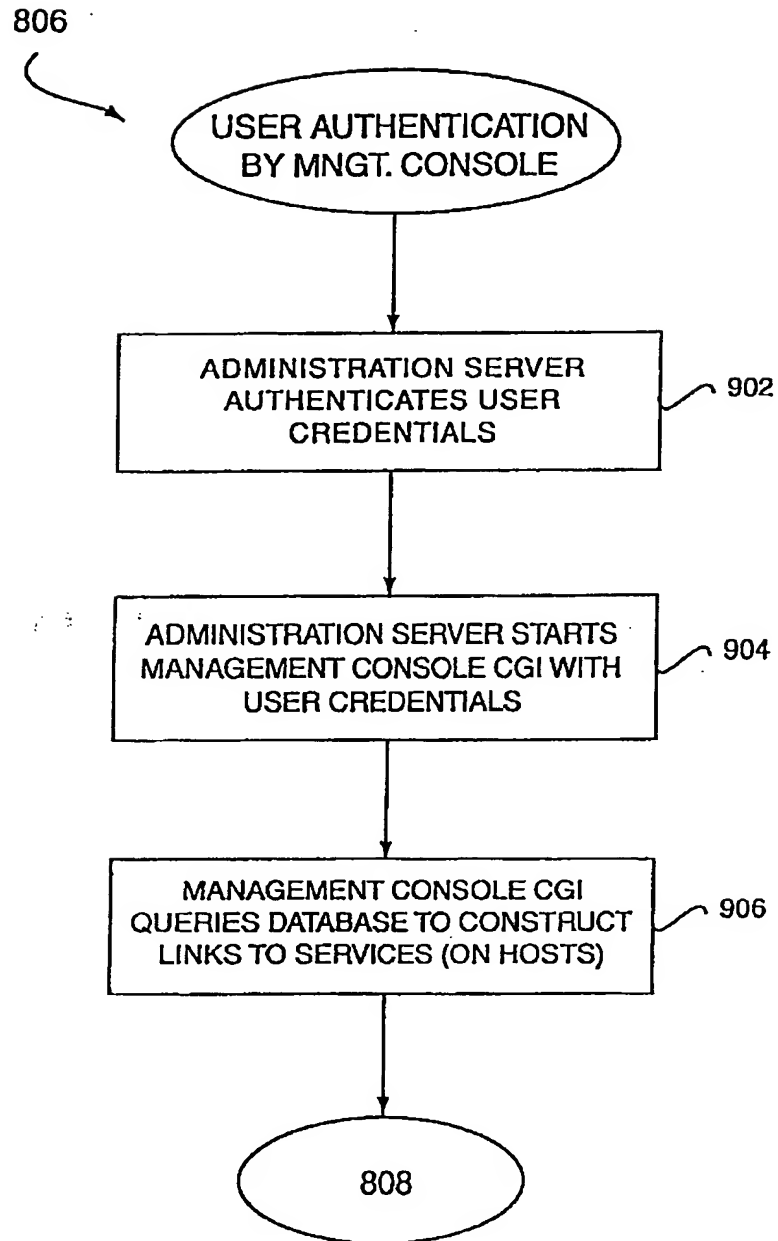 806
USER AUTHENTICATION
BY MNGT. CONSOLE
ADMINISTRATION SERVER
AUTHENTICATES USER
CREDENTIALS
902
ADMINISTRATION SERVER STARTS
MANAGEMENT CONSOLE CGI WITH
USER CREDENTIALS
904
MANAGEMENT CONSOLE CGI
QUERIES DATABASE TO CONSTRUCT
LINKS TO SERVICES (ON HOSTS)
906
808